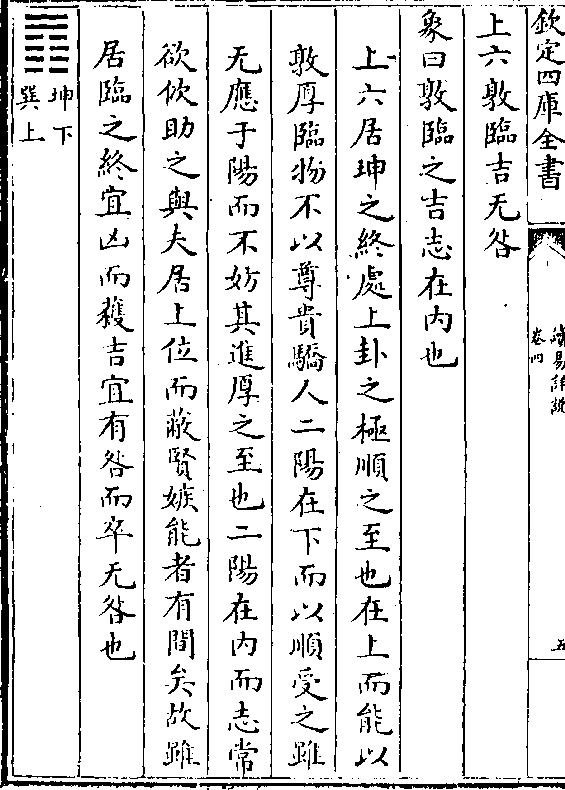 欽定四庫全書
讀易詳說
卷四
五
上六敦臨吉无咎
象曰敦臨之吉志在内也
上六居坤之終處上卦之極順之至也在上而能以
敦厚臨物不以尊貴驕人二陽在下而以順受之雖
无應于陽而不妨其進厚之至也二陽在内而志常
欲攸助之與夫居上位而蔽賢嫉能者有間矣故雖
居臨之終宜凶而獲吉宜有咎而卒无咎也
坤下
巽上